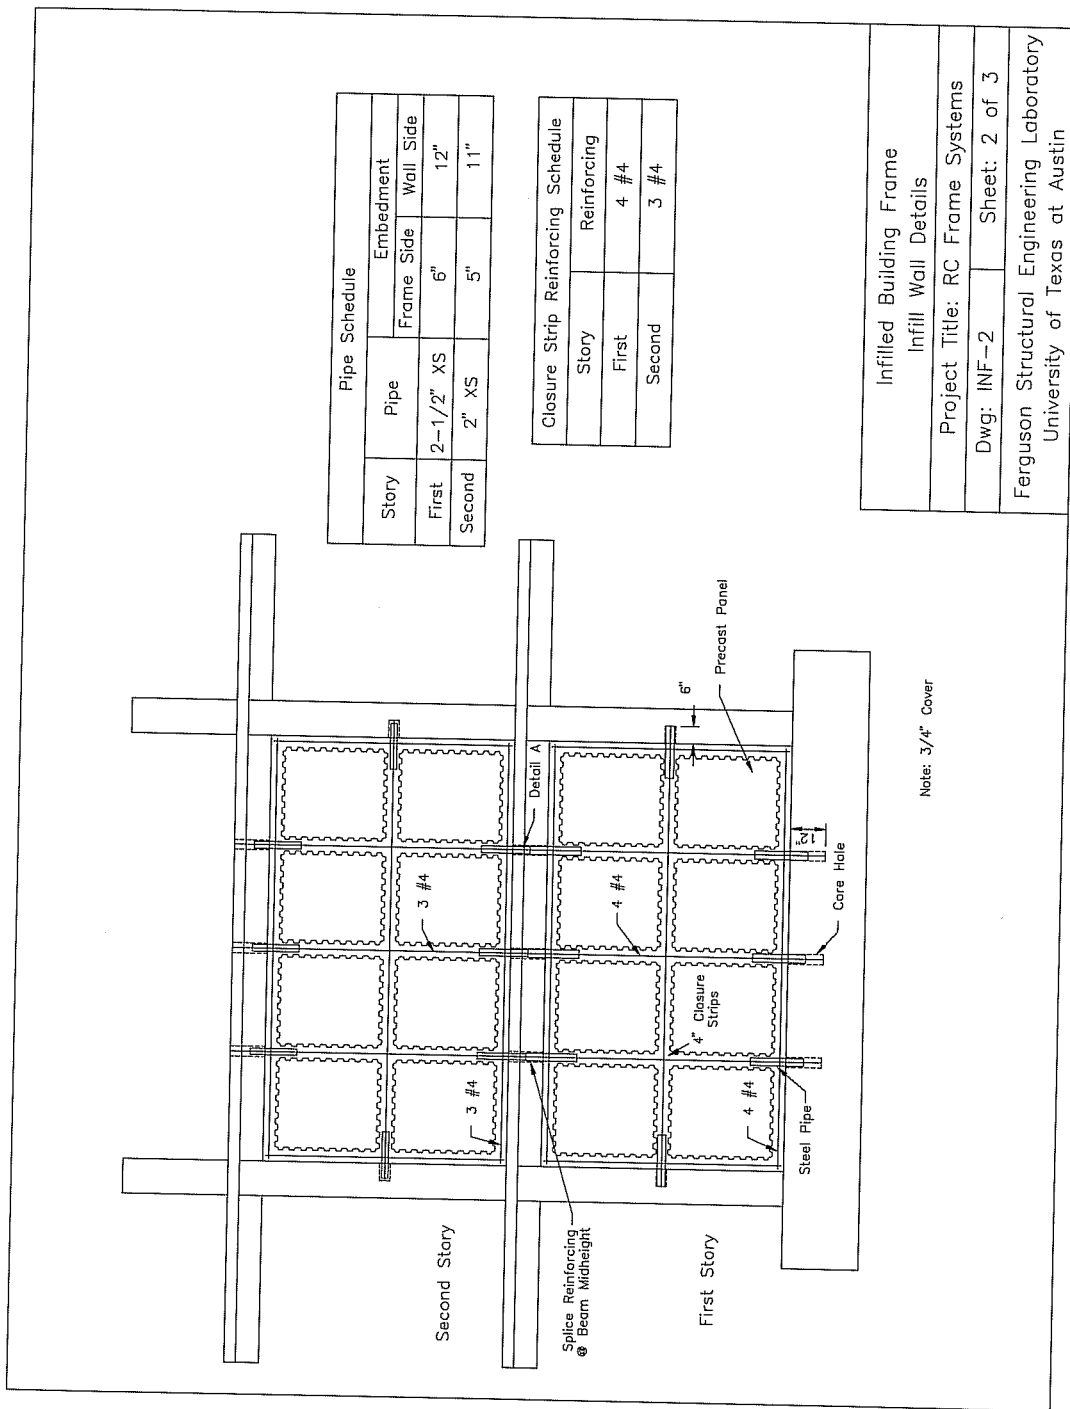 Pipe Schedule
Story Pipe Embedment
Frame Side Wall Side
First 2-1/2" XS 6" 12"
Second 2" XS 5" 11"
Closure Strip Reinforcing Schedule
Story Reinforcing
First 4 #4
Second 3 #4
Second Story
3 #4
3 #4
Splice Reinforcing
@ Beam Midheight
Detail A
First Story
4 #4
4" Closure
Strips
4 #4
6"
Precast Panel
Steel Pipe
12"
Core Hole
Note: 3/4" Cover
Infilled Building Frame
Infill Wall Details
Project Title: RC Frame Systems
Dwg: INF-2 Sheet: 2 of 3
Ferguson Structural Engineering Laboratory
University of Texas at Austin